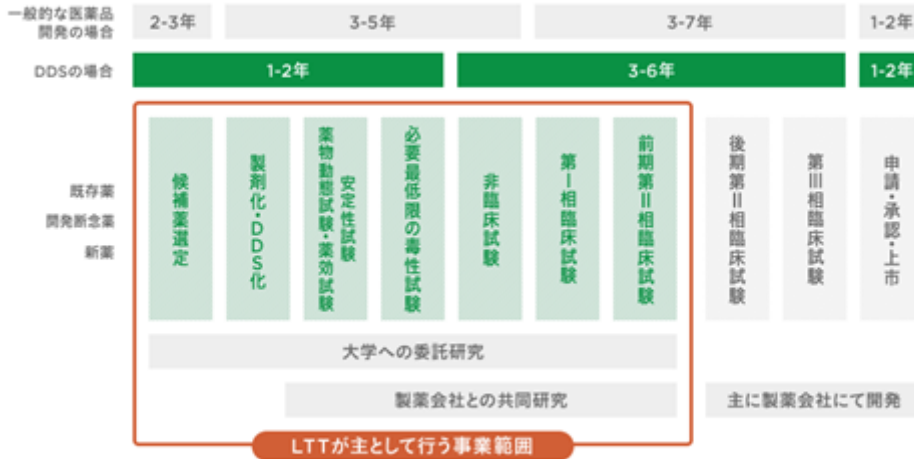 一般的な医薬品
開発の場合
2-3年
3-5年
3-7年
1-2年
DDSの場合
1-2年
3-6年
1-2年
既存薬
開発断念薬
新薬
候補薬選定
製剤化・DDS化
安定性試験
薬物動態試験・薬効試験
必要最低限の毒性試験
非臨床試験
第Ⅰ相臨床試験
前期第Ⅱ相臨床試験
後期第Ⅱ相臨床試験
第Ⅲ相臨床試験
申請・承認・上市
大学への委託研究
製薬会社との共同研究
主に製薬会社にて開発
LTTが主として行う事業範囲